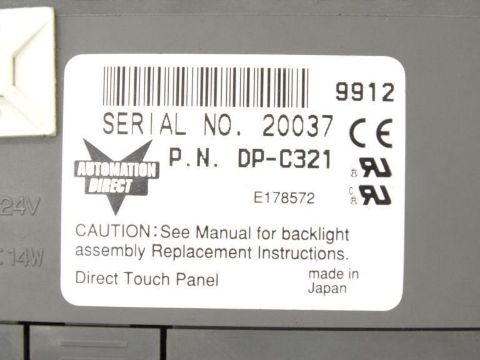 9912
SERIAL NO. 20037
P.N. DP-C321
AUTOMATION
DIRECT
E178572
24V
CAUTION: See Manual for backlight
14W
assembly Replacement Instructions.
Direct Touch Panel
made in
Japan